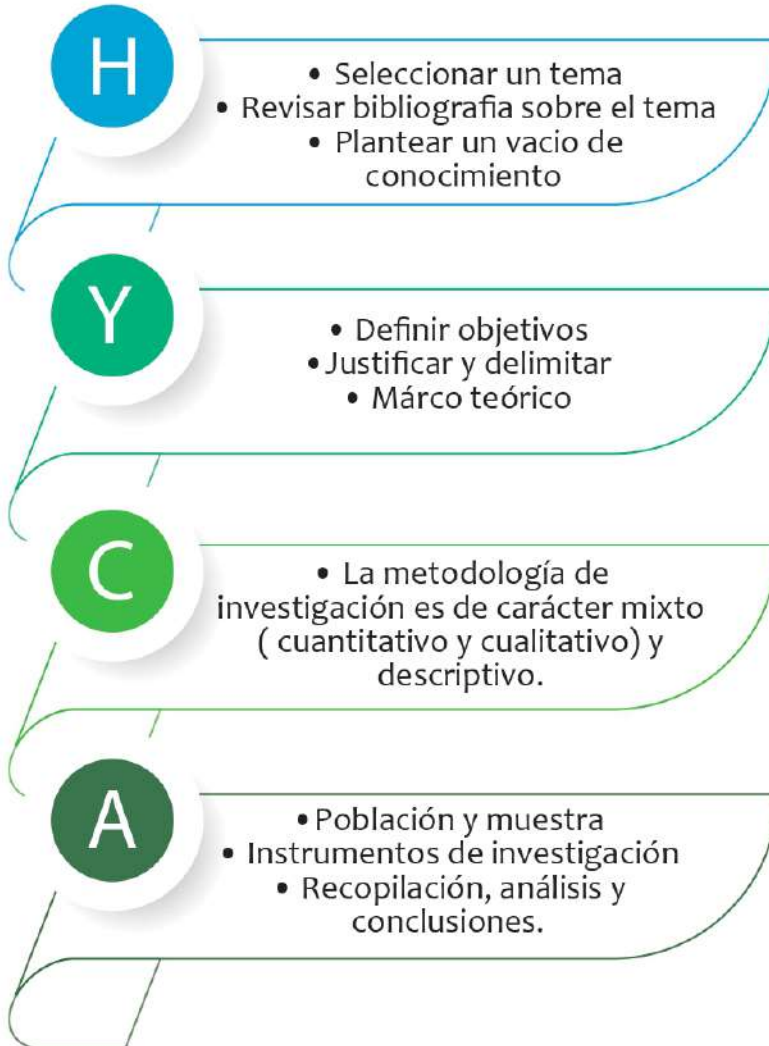 H
• Seleccionar un tema
• Revisar bibliografia sobre el tema
• Plantear un vacio de
conocimiento
Y
• Definir objetivos
•Justificar y delimitar
• Márco teórico
C
• La metodología de
investigación es de carácter mixto
( cuantitativo y cualitativo) y
descriptivo.
A
•Población y muestra
• Instrumentos de investigación
• Recopilación, análisis y
conclusiones.